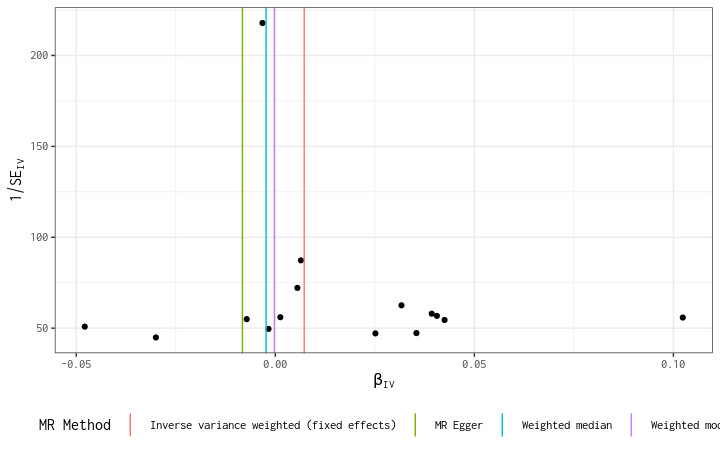 200
150
100
50
1/SE_IV
-0.05
0.00
0.05
0.10
β_IV
MR Method
Inverse variance weighted (fixed effects)
MR Egger
Weighted median
Weighted